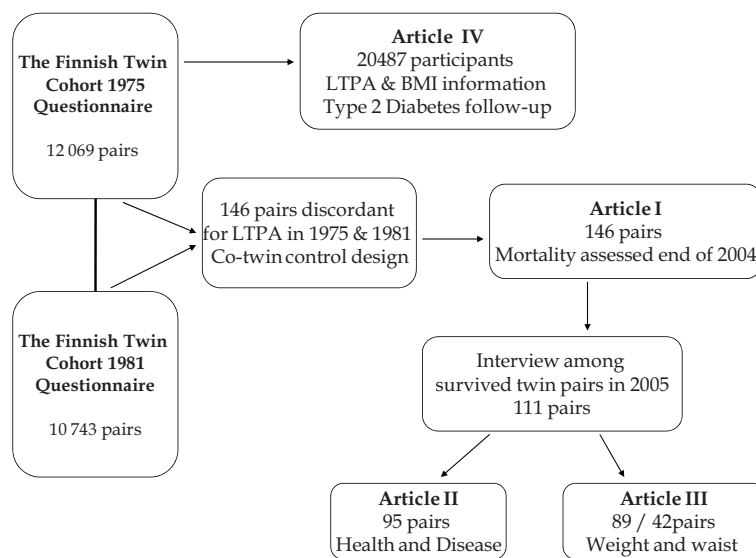 The Finnish Twin
Cohort 1975
Questionnaire
12 069 pairs
Article IV
20487 participants
LTPA & BMI information
Type 2 Diabetes follow-up
146 pairs discordant
for LTPA in 1975 & 1981
Co-twin control design
Article I
146 pairs
Mortality assessed end of 2004
The Finnish Twin
Cohort 1981
Questionnaire
10 743 pairs
Interview among
survived twin pairs in 2005
111 pairs
Article II
95 pairs
Health and Disease
Article III
89 / 42pairs
Weight and waist